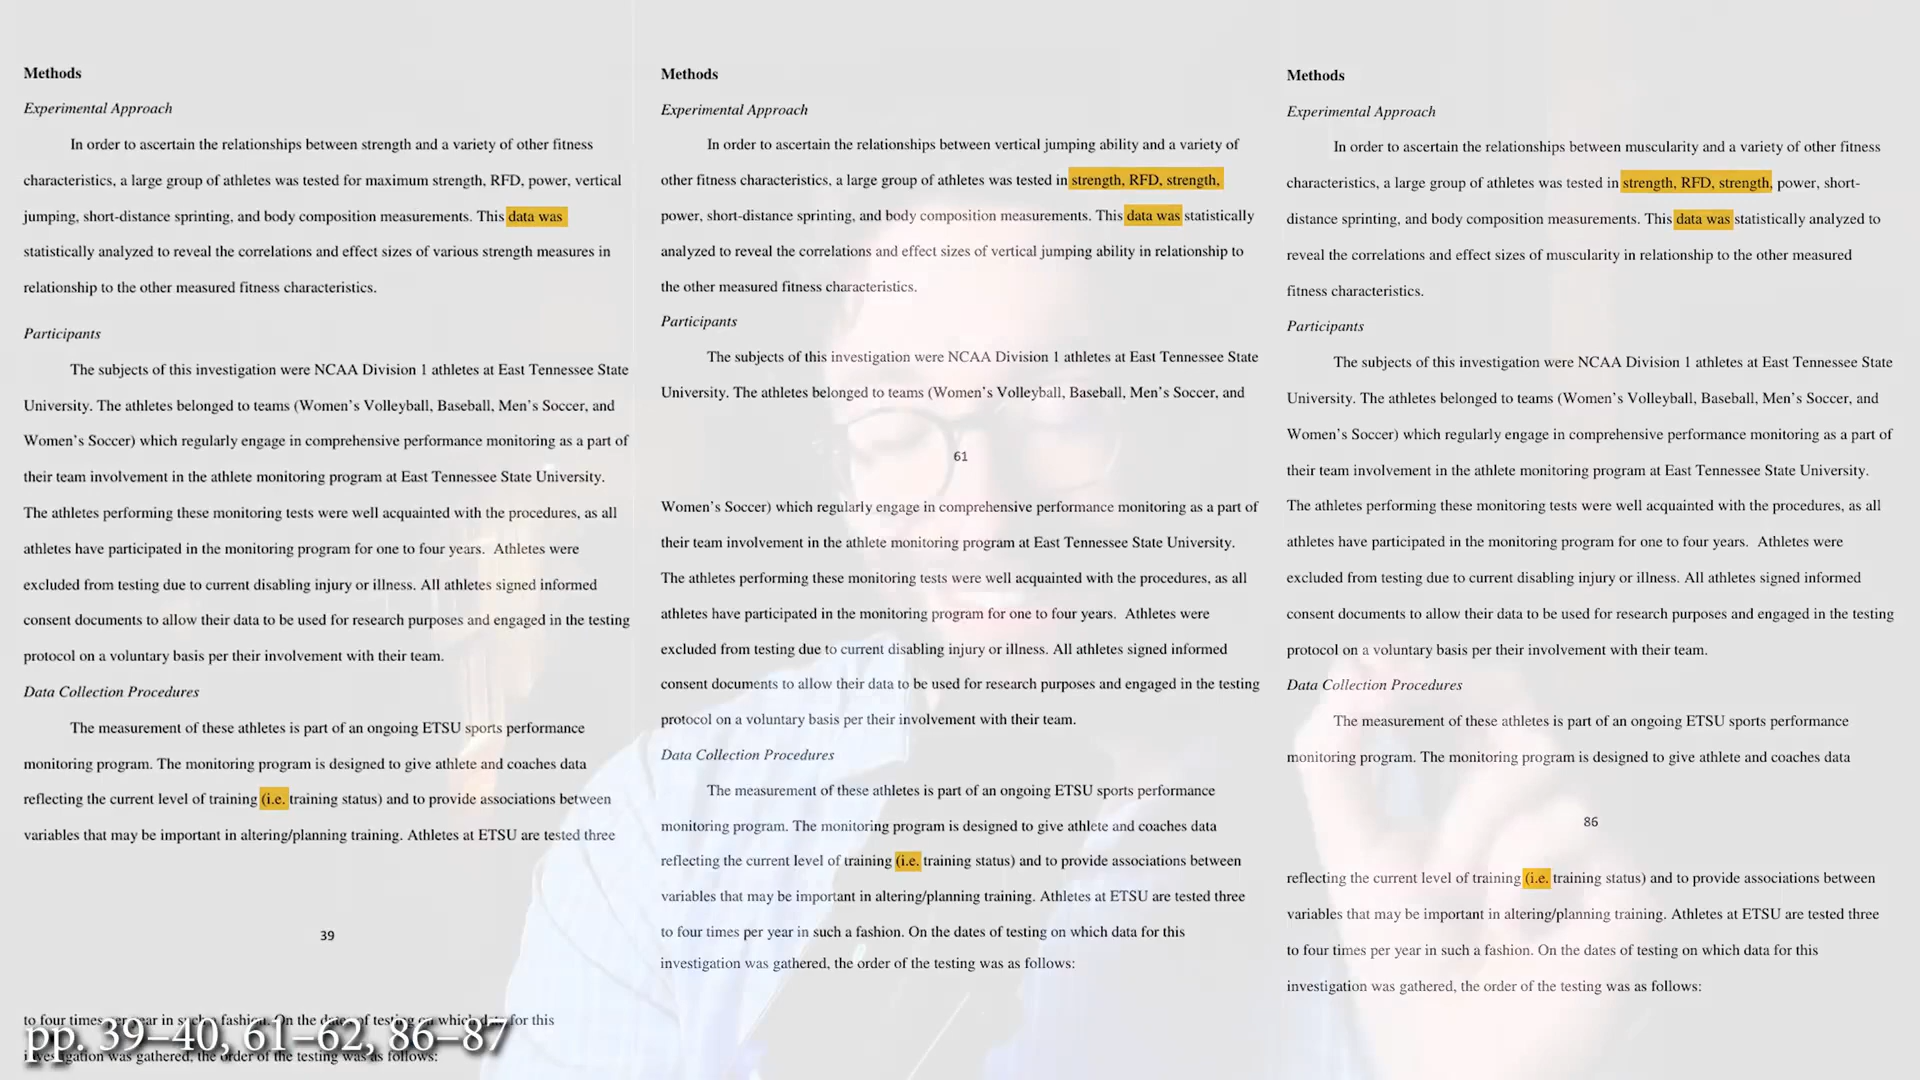 Methods
Experimental Approach
In order to ascertain the relationships between strength and a variety of other fitness
characteristics, a large group of athletes was tested for maximum strength, RFD, power, vertical
jumping, short-distance sprinting, and body composition measurements. This data was
statistically analyzed to reveal the correlations and effect sizes of various strength measures in
relationship to the other measured fitness characteristics.
Participants
The subjects of this investigation were NCAA Division 1 athletes at East Tennessee State
University. The athletes belonged to teams (Women’s Volleyball, Baseball, Men’s Soccer, and
Women’s Soccer) which regularly engage in comprehensive performance monitoring as a part of
their team involvement in the athlete monitoring program at East Tennessee State University.
The athletes performing these monitoring tests were well acquainted with the procedures, as all
athletes have participated in the monitoring program for one to four years.  Athletes were
excluded from testing due to current disabling injury or illness. All athletes signed informed
consent documents to allow their data to be used for research purposes and engaged in the testing
protocol on a voluntary basis per their involvement with their team.
Data Collection Procedures
The measurement of these athletes is part of an ongoing ETSU sports performance
monitoring program. The monitoring program is designed to give athlete and coaches data
reflecting the current level of training (i.e. training status) and to provide associations between
variables that may be important in altering/planning training. Athletes at ETSU are tested three
39
to four times per year in such a fashion. On the dates of testing on which data for this
investigation was gathered, the order of the testing was as follows:
pp. 39–40, 61–62, 86–87
Methods
Experimental Approach
In order to ascertain the relationships between vertical jumping ability and a variety of
other fitness characteristics, a large group of athletes was tested in strength, RFD, strength,
power, short-distance sprinting, and body composition measurements. This data was statistically
analyzed to reveal the correlations and effect sizes of vertical jumping ability in relationship to
the other measured fitness characteristics.
Participants
The subjects of this investigation were NCAA Division 1 athletes at East Tennessee State
University. The athletes belonged to teams (Women’s Volleyball, Baseball, Men’s Soccer, and
61
Women’s Soccer) which regularly engage in comprehensive performance monitoring as a part of
their team involvement in the athlete monitoring program at East Tennessee State University.
The athletes performing these monitoring tests were well acquainted with the procedures, as all
athletes have participated in the monitoring program for one to four years.  Athletes were
excluded from testing due to current disabling injury or illness. All athletes signed informed
consent documents to allow their data to be used for research purposes and engaged in the testing
protocol on a voluntary basis per their involvement with their team.
Data Collection Procedures
The measurement of these athletes is part of an ongoing ETSU sports performance
monitoring program. The monitoring program is designed to give athlete and coaches data
reflecting the current level of training (i.e. training status) and to provide associations between
variables that may be important in altering/planning training. Athletes at ETSU are tested three
to four times per year in such a fashion. On the dates of testing on which data for this
investigation was gathered, the order of the testing was as follows:
Methods
Experimental Approach
In order to ascertain the relationships between muscularity and a variety of other fitness
characteristics, a large group of athletes was tested in strength, RFD, strength, power, short-
distance sprinting, and body composition measurements. This data was statistically analyzed to
reveal the correlations and effect sizes of muscularity in relationship to the other measured
fitness characteristics.
Participants
The subjects of this investigation were NCAA Division 1 athletes at East Tennessee State
University. The athletes belonged to teams (Women’s Volleyball, Baseball, Men’s Soccer, and
Women’s Soccer) which regularly engage in comprehensive performance monitoring as a part of
their team involvement in the athlete monitoring program at East Tennessee State University.
The athletes performing these monitoring tests were well acquainted with the procedures, as all
athletes have participated in the monitoring program for one to four years.  Athletes were
excluded from testing due to current disabling injury or illness. All athletes signed informed
consent documents to allow their data to be used for research purposes and engaged in the testing
protocol on a voluntary basis per their involvement with their team.
Data Collection Procedures
The measurement of these athletes is part of an ongoing ETSU sports performance
monitoring program. The monitoring program is designed to give athlete and coaches data
86
reflecting the current level of training (i.e. training status) and to provide associations between
variables that may be important in altering/planning training. Athletes at ETSU are tested three
to four times per year in such a fashion. On the dates of testing on which data for this
investigation was gathered, the order of the testing was as follows: